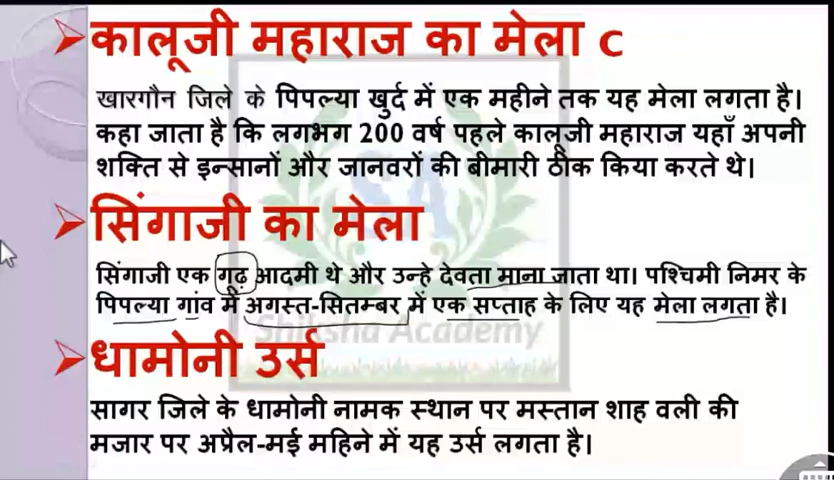 कालूजी महाराज का मेला C
खारगौन जिले के पिपल्या खुर्द में एक महीने तक यह मेला लगता है।
कहा जाता है कि लगभग 200 वर्ष पहले कालूजी महाराज यहाँ अपनी
शक्ति से इन्सानों और जानवरों की बीमारी ठीक किया करते थे।
सिंगाजी का मेला
सिंगाजी एक गूढ़ आदमी थे और उन्हे देवता माना जाता था। पश्चिमी निमर के
पिपल्या गांव में अगस्त-सितम्बर में एक सप्ताह के लिए यह मेला लगता है।
Shiksha Academy
धामोनी उर्स
सागर जिले के धामोनी नामक स्थान पर मस्तान शाह वली की
मजार पर अप्रैल-मई महिने में यह उर्स लगता है।